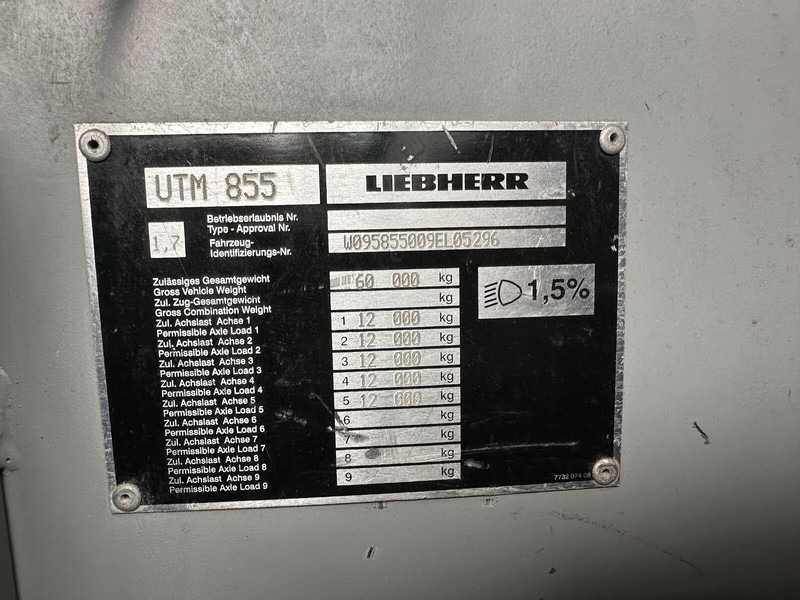 UTM 855 LIEBHERR
Betriebserlaubnis Nr.
Type - Approval Nr.
1,7 Fahrzeug- W095855009EL05296
Identifizierungs-Nr.
Zulässiges Gesamtgewicht 60 000 kg
Gross Vehicle Weight
Zul. Zug-Gesamtgewicht kg
Gross Combination Weight
1,5%
Zul. Achslast Achse 1 1 12 000 kg
Permissible Axle Load 1
Zul. Achslast Achse 2 2 12 000 kg
Permissible Axle Load 2
Zul. Achslast Achse 3 3 12 000 kg
Permissible Axle Load 3
Zul. Achslast Achse 4 4 12 000 kg
Permissible Axle Load 4
Zul. Achslast Achse 5 5 12 000 kg
Permissible Axle Load 5
Zul. Achslast Achse 6 6 kg
Permissible Axle Load 6
Zul. Achslast Achse 7 7 kg
Permissible Axle Load 7
Zul. Achslast Achse 8 8 kg
Permissible Axle Load 8
Zul. Achslast Achse 9 9 kg
Permissible Axle Load 9
7732 074